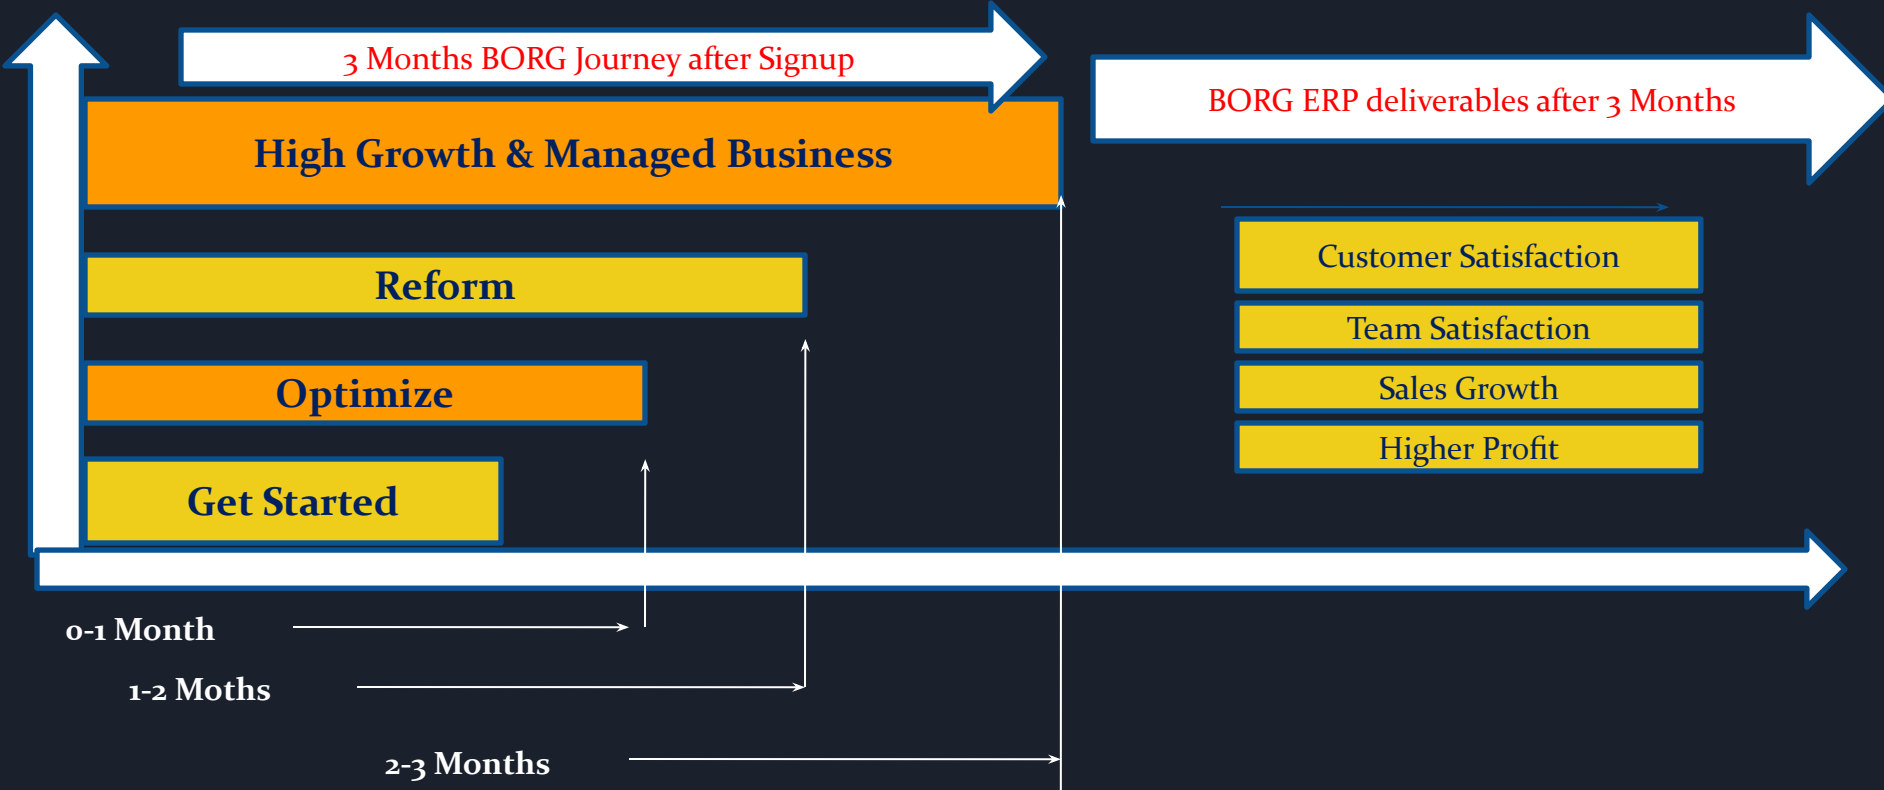 3 Months BORG Journey after Signup
BORG ERP deliverables after 3 Months
High Growth & Managed Business
Customer Satisfaction
Reform
Team Satisfaction
Optimize
Sales Growth
Higher Profit
Get Started
0-1 Month
1-2 Moths
2-3 Months